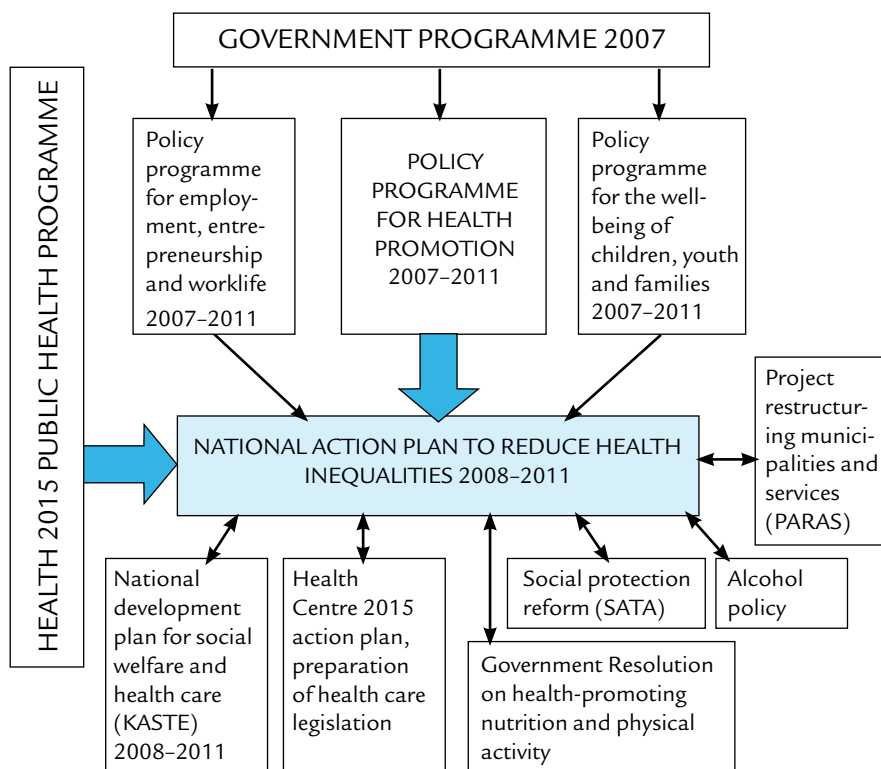 GOVERNMENT PROGRAMME 2007
HEALTH 2015 PUBLIC HEALTH PROGRAMME
Policy
programme
for employ-
ment, entre-
preneurship
and worklife
2007–2011
POLICY
PROGRAMME
FOR HEALTH
PROMOTION
2007–2011
Policy
programme
for the well-
being of
children, youth
and families
2007–2011
NATIONAL ACTION PLAN TO REDUCE HEALTH
INEQUALITIES 2008–2011
Project
restructur-
ing munici-
palities and
services
(PARAS)
National
development
plan for social
welfare and
health care
(KASTE)
2008–2011
Health
Centre 2015
action plan,
preparation
of health care
legislation
Government Resolution
on health-promoting
nutrition and physical
activity
Social protection
reform (SATA)
Alcohol
policy